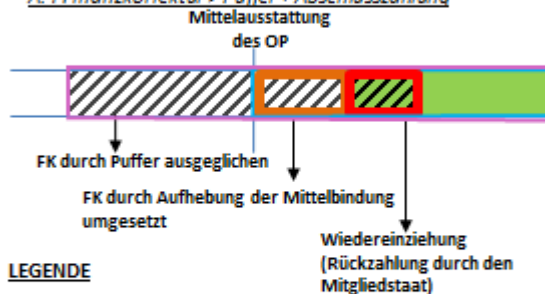 Mittelausstattung
des OP
FK durch Puffer ausgeglichen
FK durch Aufhebung der Mittelbindung
umgesetzt
Wiedereinziehung
(Rückzahlung durch den
Mitgliedstaat)
LEGENDE